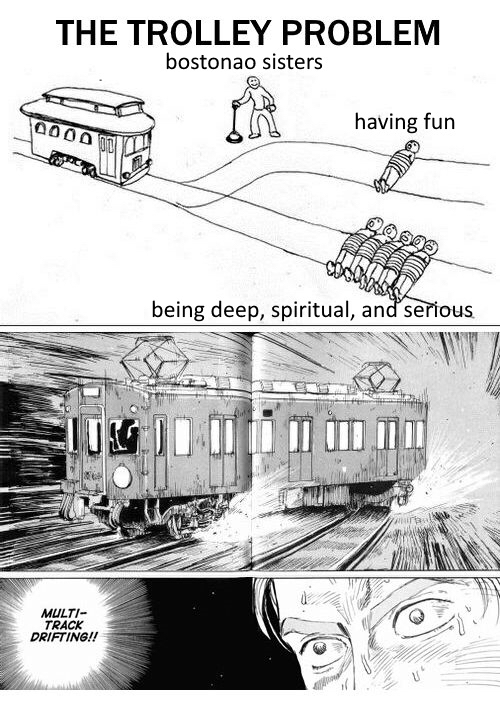 THE TROLLEY PROBLEM
bostonao sisters
having fun
being deep, spiritual, and serious
MULTI-
TRACK
DRIFTING!!